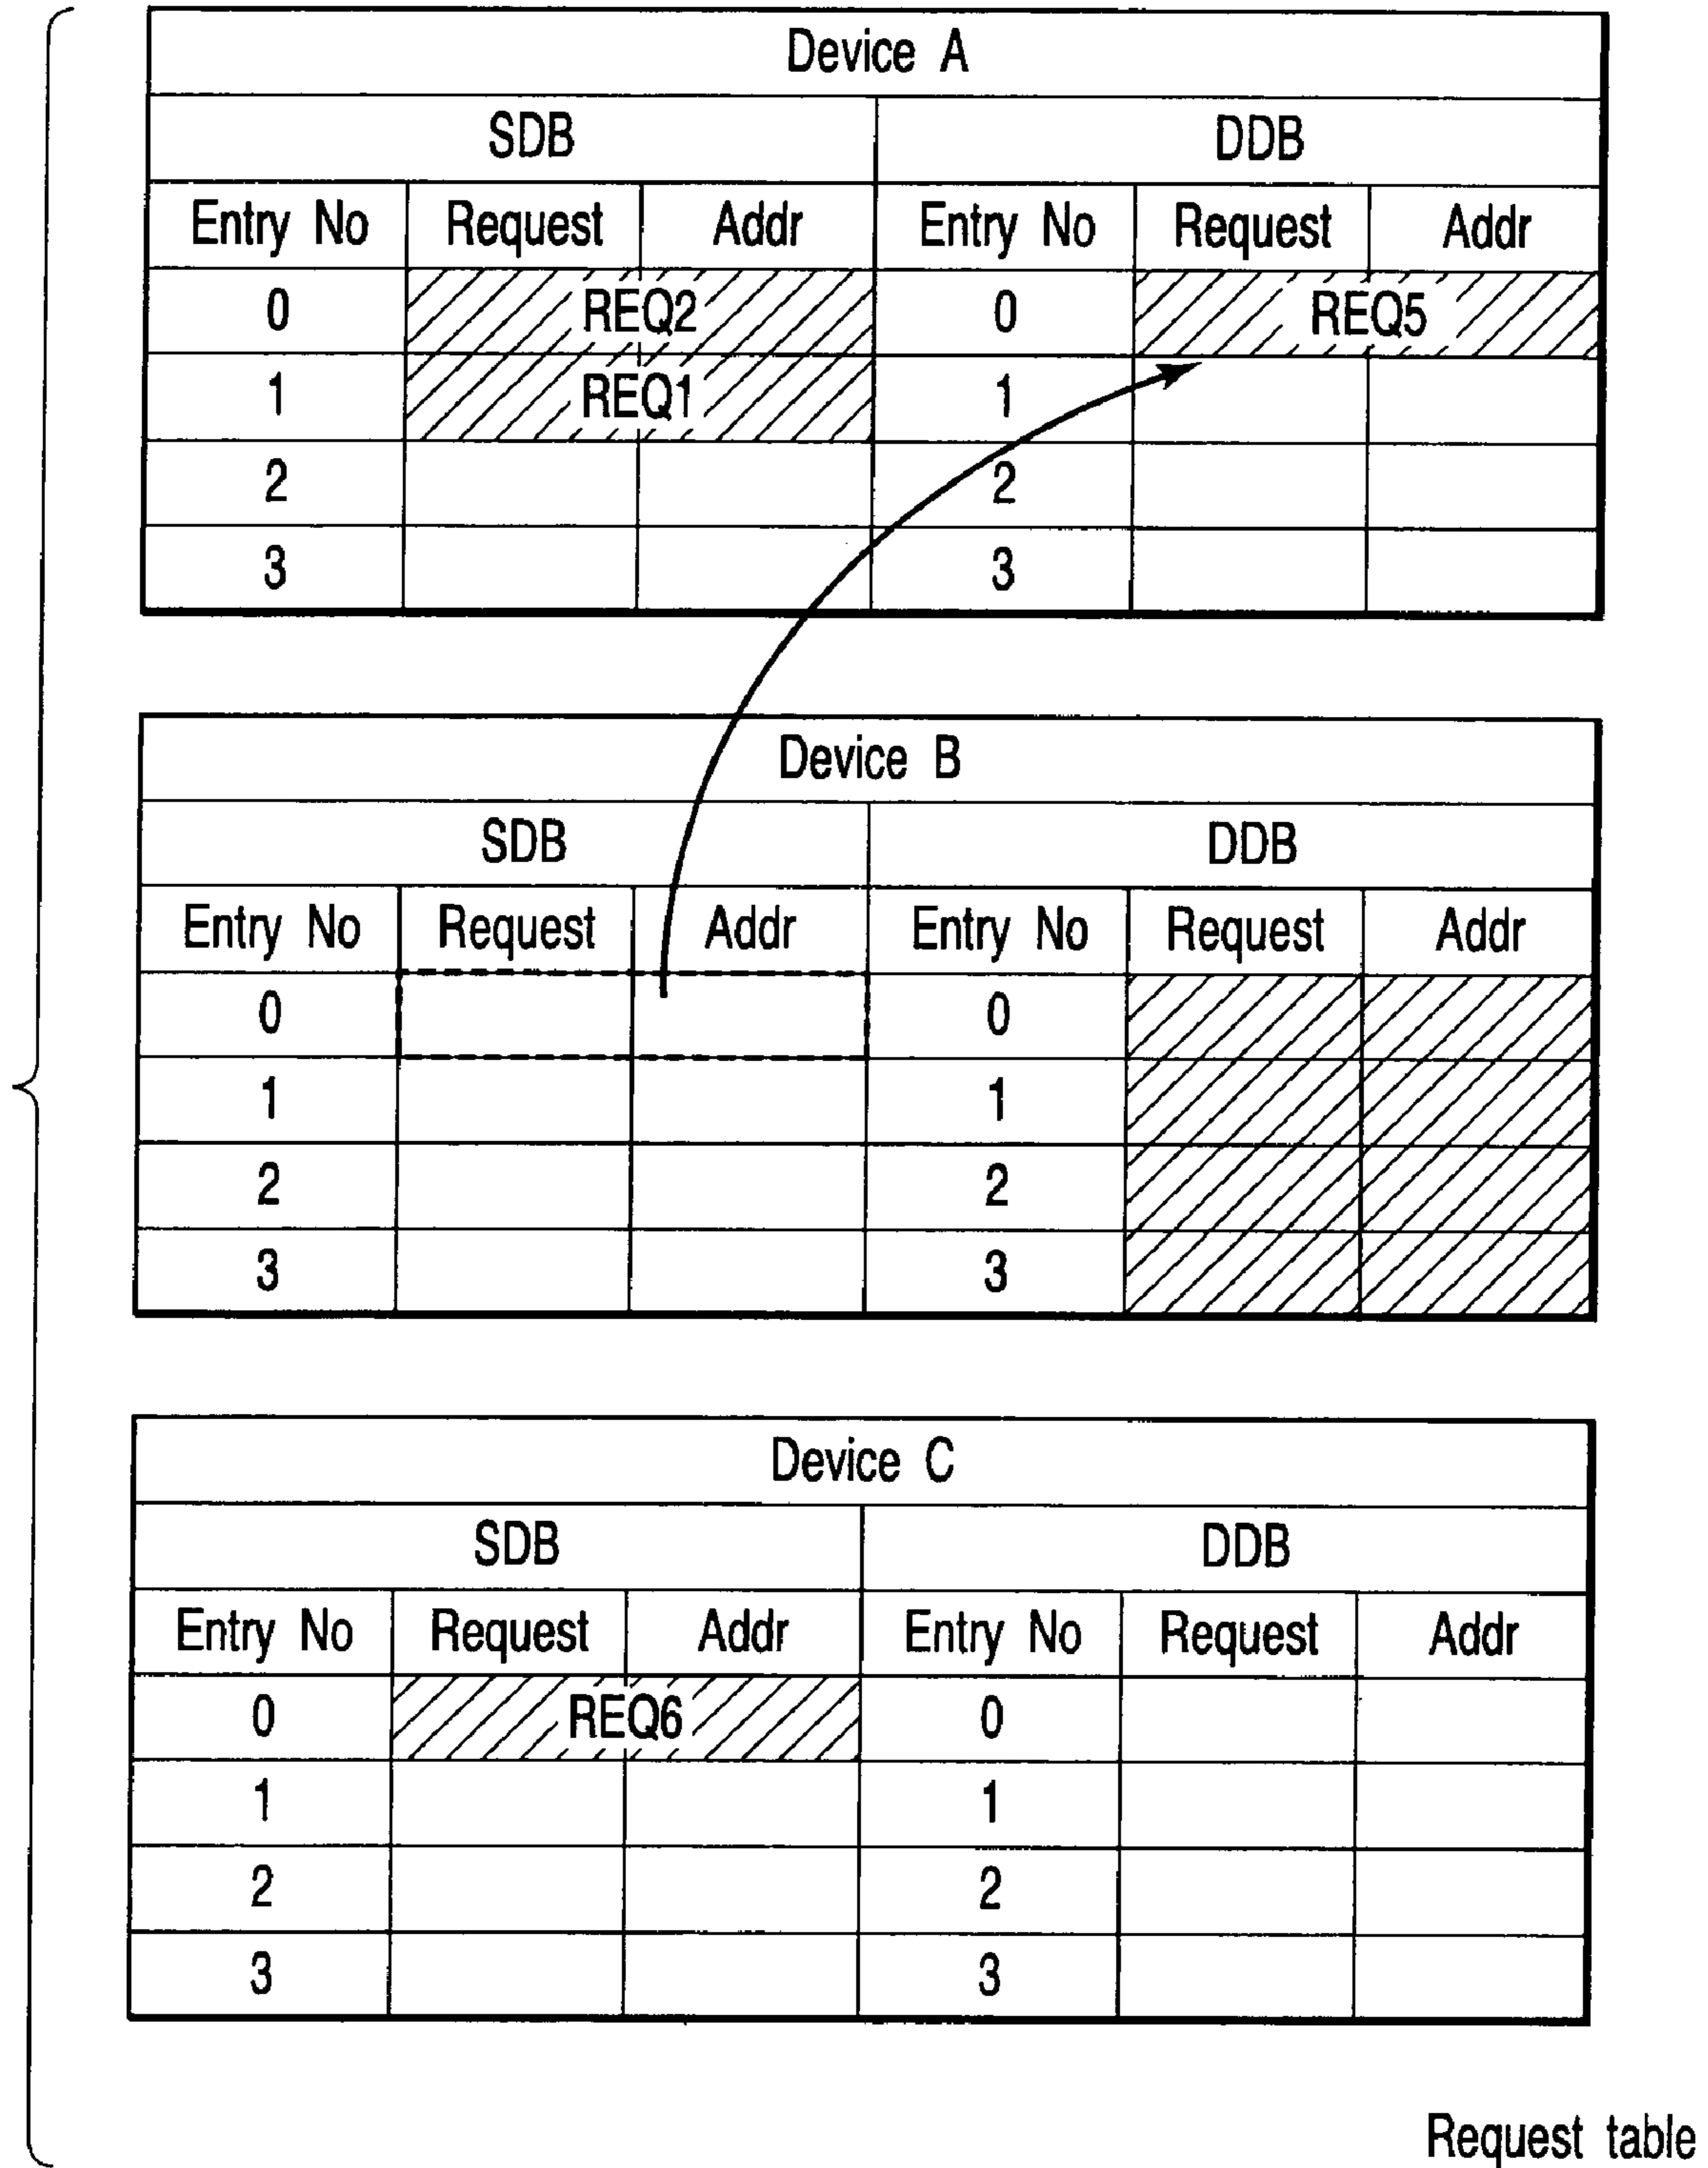 Device A
SDB DDB
Entry No Request Addr Entry No Request Addr
0 REQ2 0 REQ5
1 REQ1 1
2 2
3 3
Device B
SDB DDB
Entry No Request Addr Entry No Request Addr
0 0
1 1
2 2
3 3
Device C
SDB DDB
Entry No Request Addr Entry No Request Addr
0 REQ6 0
1 1
2 2
3 3
Request table